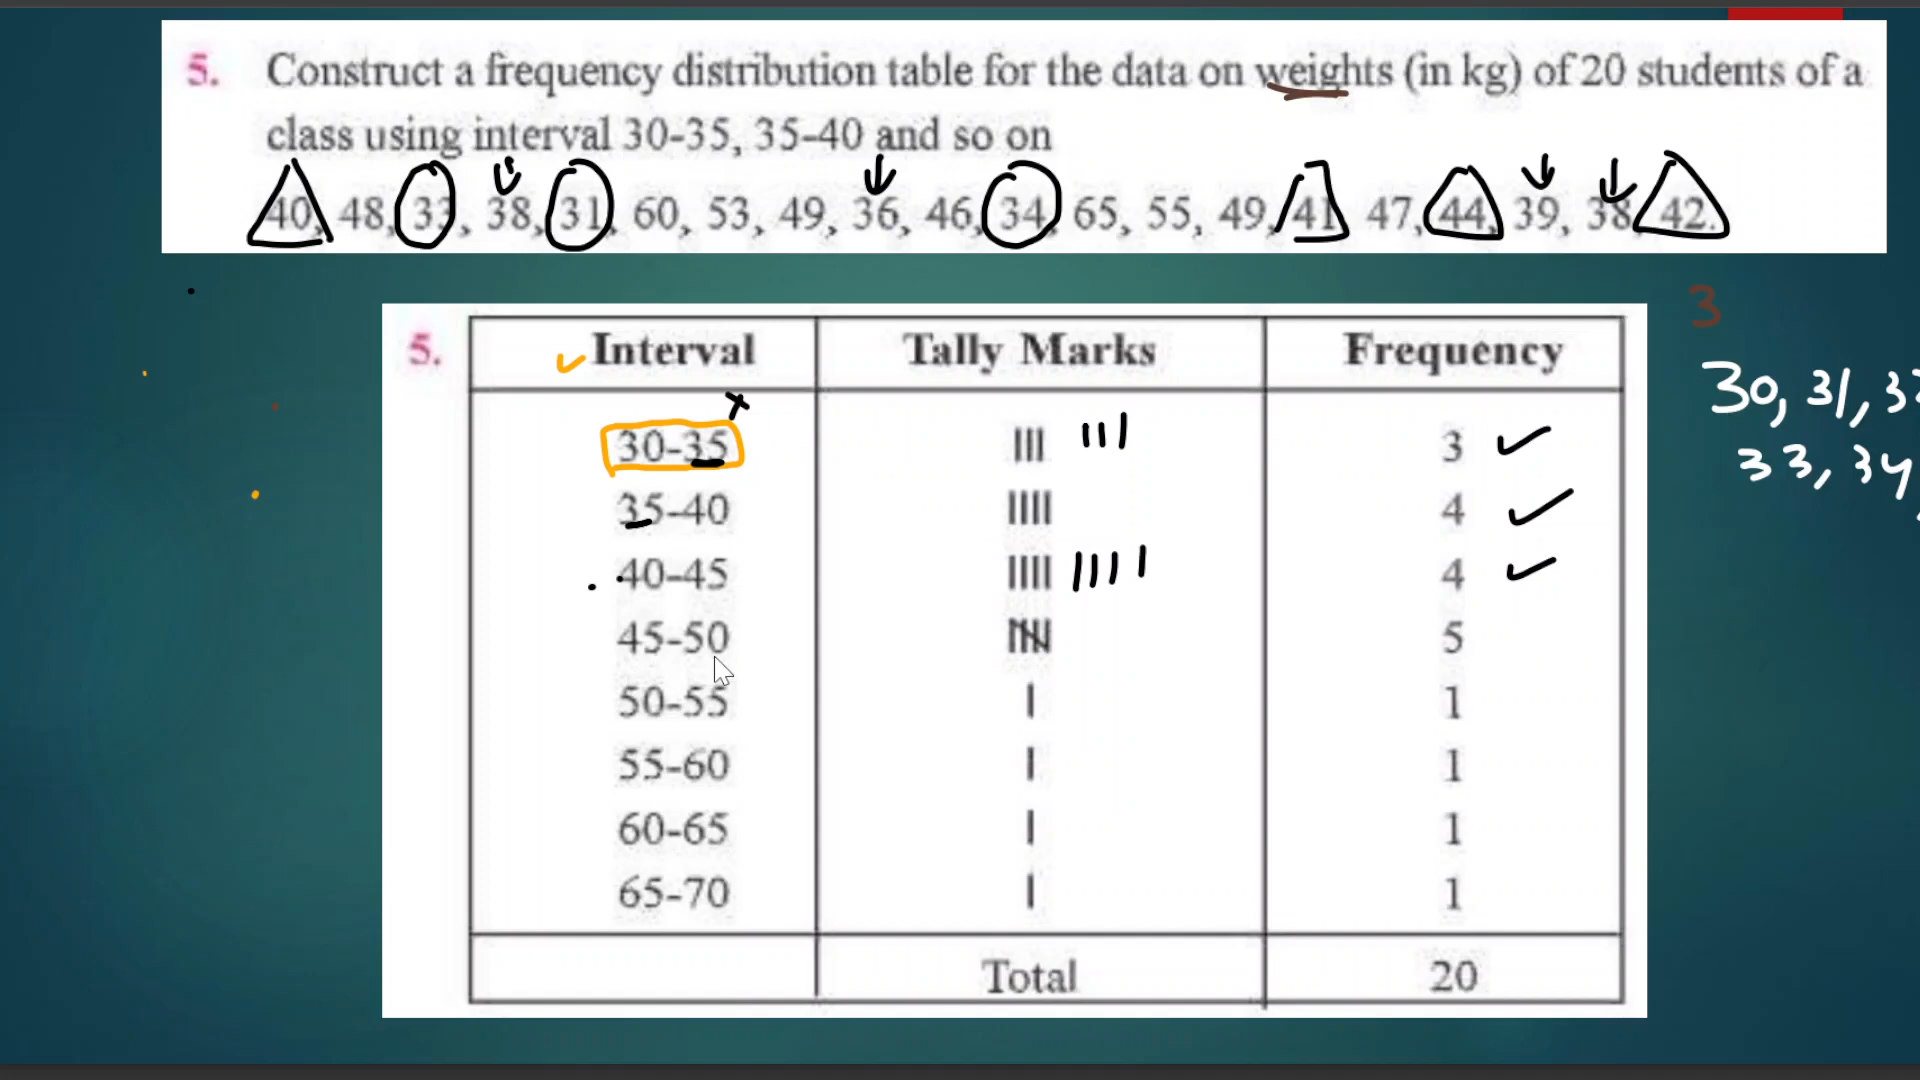 5. Construct a frequency distribution table for the data on weights (in kg) of 20 students of a
class using interval 30-35, 35-40 and so on
40, 48, 33, 38, 31, 60, 53, 49, 36, 46, 34, 65, 55, 49, 41, 47, 44, 39, 38, 42.
5. Interval Tally Marks Frequency
30-35 ||| ||| 3
35-40 |||| 4
40-45 |||| |||| 4
45-50 5
50-55 | 1
55-60 | 1
60-65 | 1
65-70 | 1
Total 20
3
30, 31,
33, 34